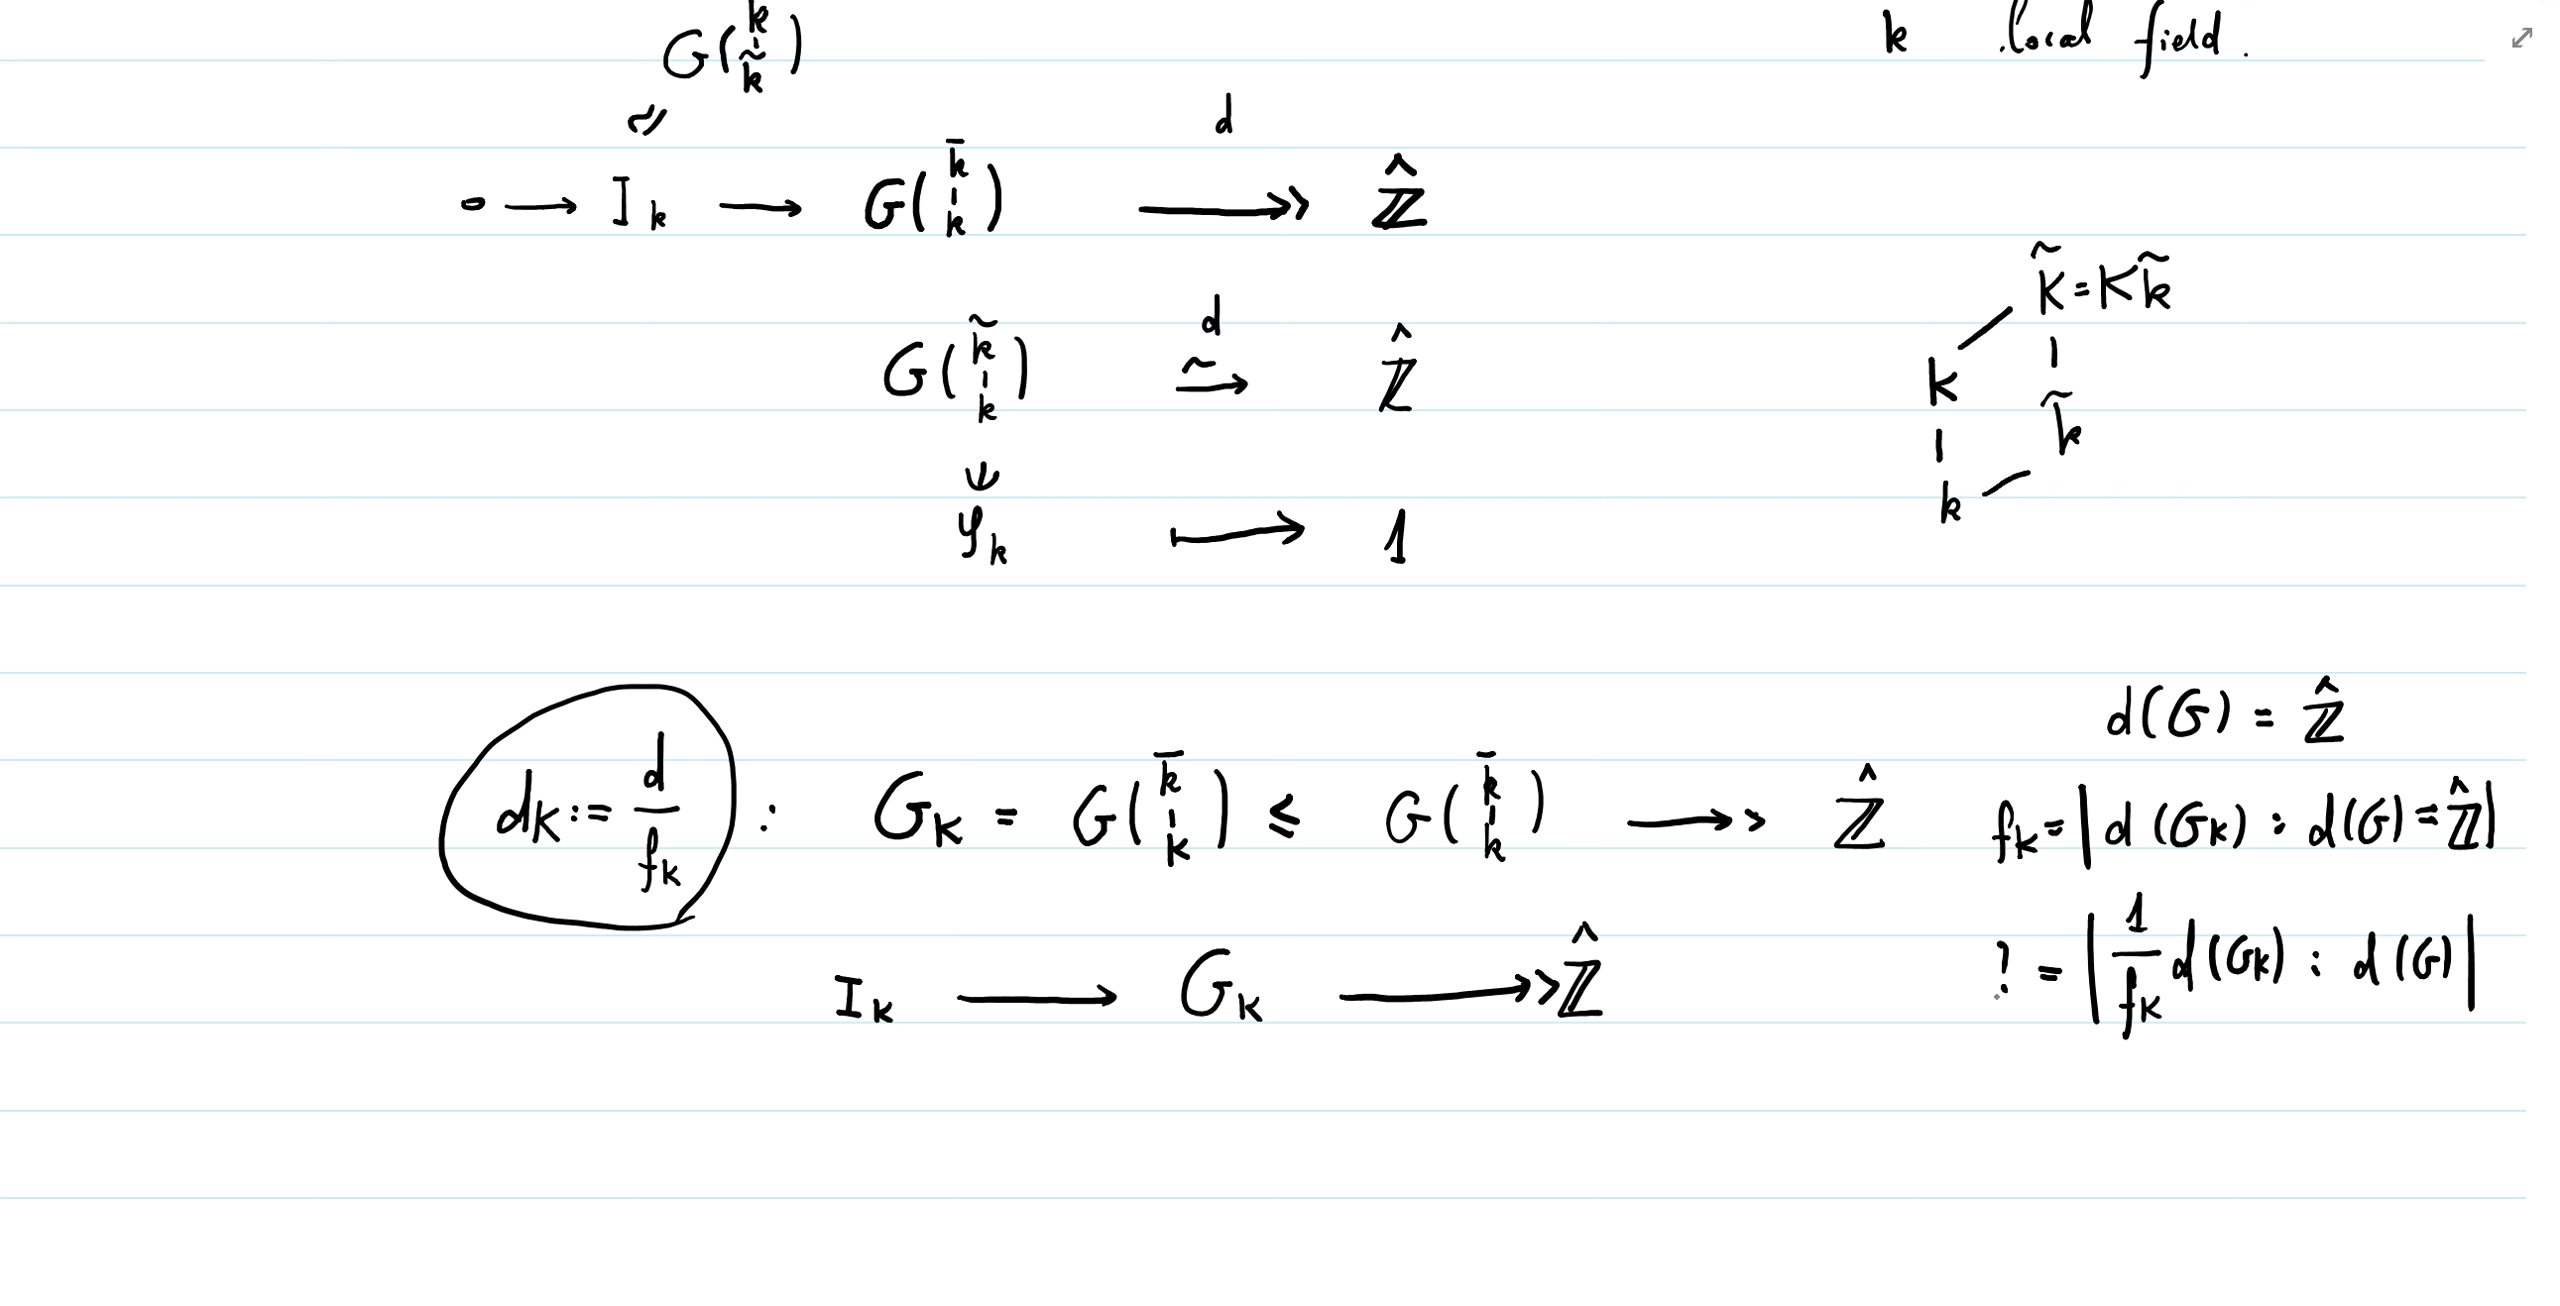 G(k̄ | k̃) k local field.
≅ d
0 → I_k → G(k̄ | k) ↠ Ẑ
K̃ = Kk̃
G(k̃ | k) d ⥲ Ẑ K k̃
ψ k
φ_k ↦ 1
d(G) = Ẑ
d_K := d/f_K : G_K = G(k̄ | K) ≤ G(k̄ | k) ↠ Ẑ f_K = | d(G_K) : d(G) = Ẑ |
I_K → G_K ↠ Ẑ ? = | 1/f_K d(G_K) : d(G) |